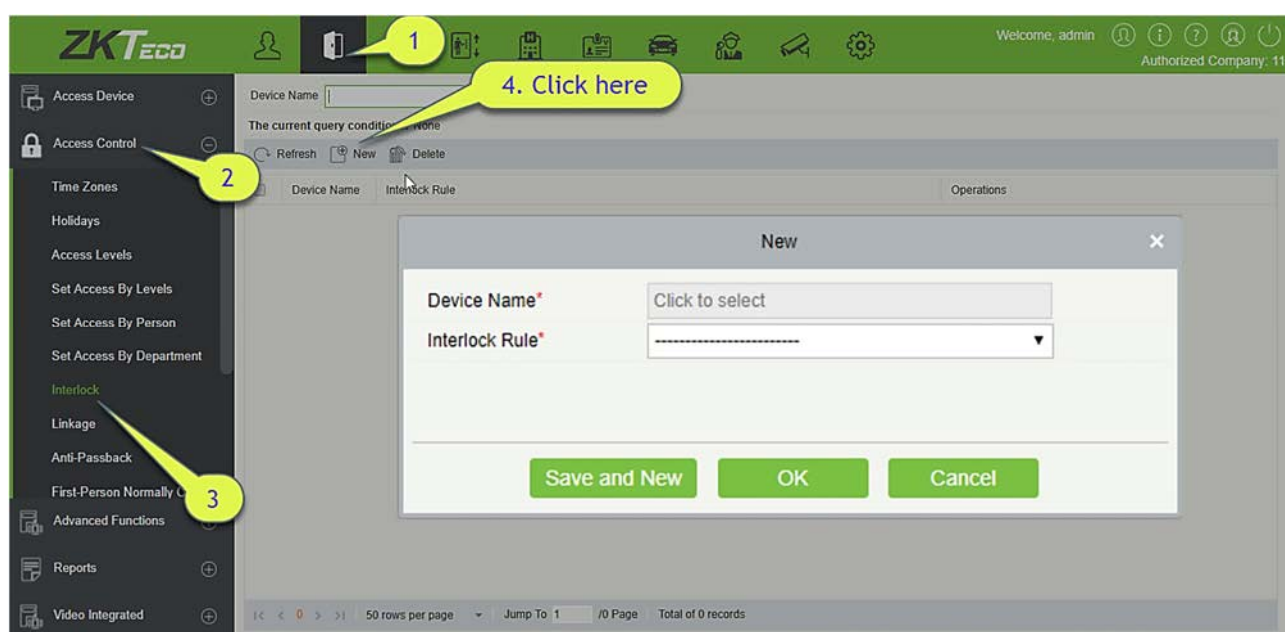 ZKTECO
1
Welcome, admin
Authorized Company: 11
Access Device
Access Control
2
Time Zones
Holidays
Access Levels
Set Access By Levels
Set Access By Person
Set Access By Department
Interlock
Linkage
Anti-Passback
First-Person Normally
3
Advanced Functions
Reports
Video Integrated
Device Name
4. Click here
The current query None
Refresh New Delete
Device Name Interlock Rule Operations
New
Device Name*
Click to select
Interlock Rule*
-------------------------
Save and New OK Cancel
0 50 rows per page Jump To 1 /0 Page Total of 0 records